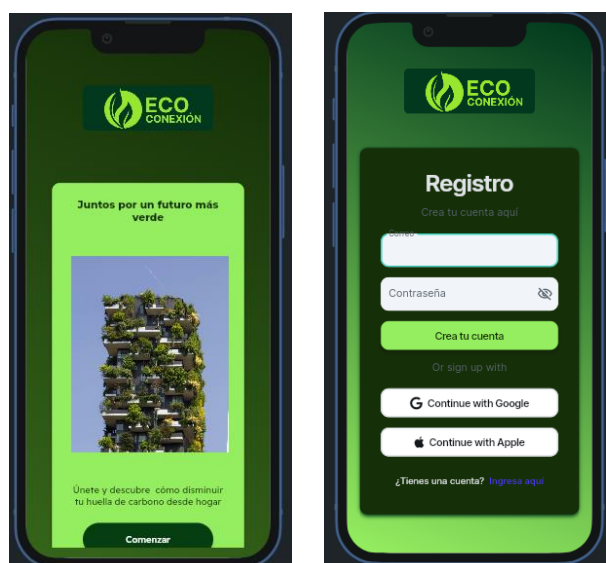 ECO
CONEXIÓN
Juntos por un futuro más
verde
Únete y descubre cómo disminuir
tu huella de carbono desde hogar
Comenzar
ECO
CONEXIÓN
Registro
Crea tu cuenta aquí
Correo
Contraseña
Crea tu cuenta
Or sign up with
G Continue with Google
Continue with Apple
¿Tienes una cuenta? Ingresa aquí